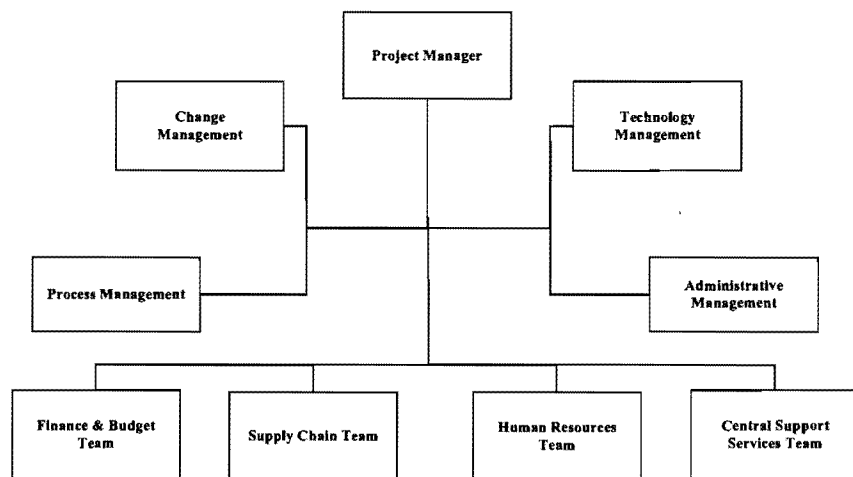 Project Manager
Change
Management
Technology
Management
Process Management
Administrative
Management
Finance & Budget
Team
Supply Chain Team
Human Resources
Team
Central Support
Services Team